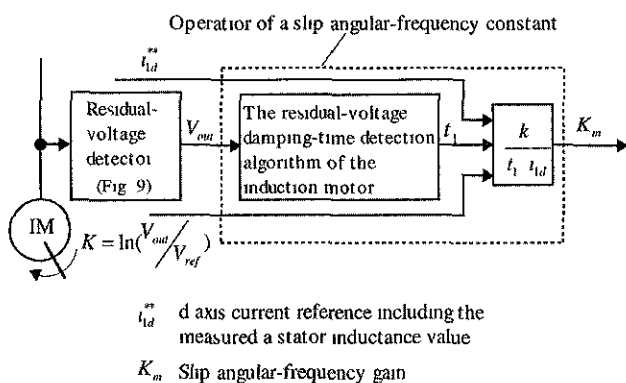 Operatior of a slip angular-frequency constant
i**1d
Residual-
voltage
detector
(Fig 9)
Vout
The residual-voltage
damping-time detection
algorithm of the
induction motor
t1
k
t1 i1d
Km
IM
K = ln(Vout/Vref)
i**1d d axis current reference including the
measured a stator inductance value
Km Slip angular-frequency gain